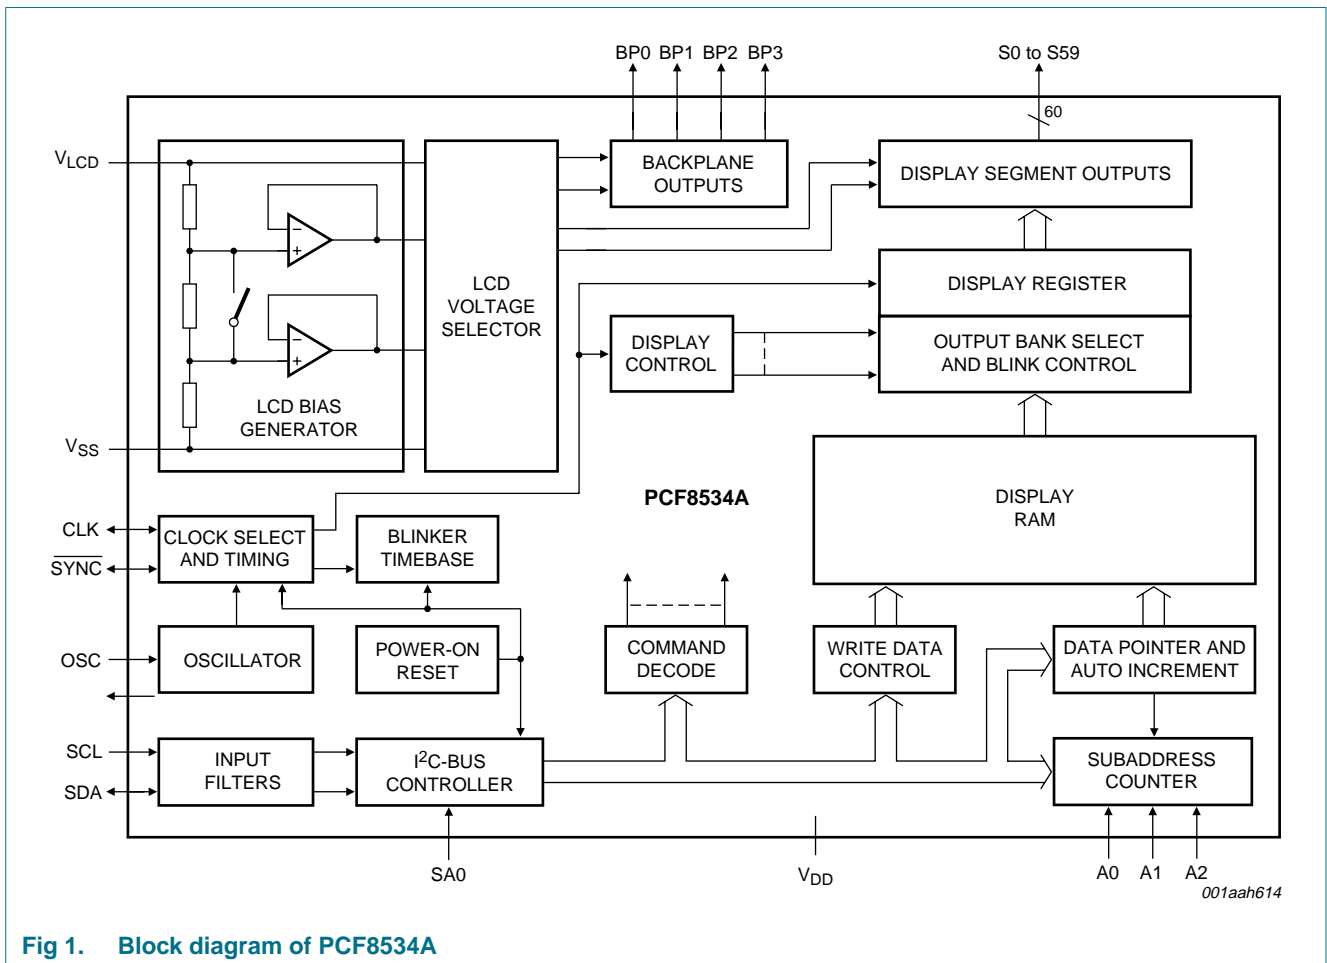 BP0 BP1 BP2 BP3
S0 to S59
60
VLCD
BACKPLANE
OUTPUTS
DISPLAY SEGMENT OUTPUTS
−
+
LCD
VOLTAGE
SELECTOR
DISPLAY REGISTER
−
+
DISPLAY
CONTROL
OUTPUT BANK SELECT
AND BLINK CONTROL
LCD BIAS
GENERATOR
VSS
PCF8534A
DISPLAY
RAM
CLK
SYNC
CLOCK SELECT
AND TIMING
BLINKER
TIMEBASE
OSC
OSCILLATOR
POWER-ON
RESET
COMMAND
DECODE
WRITE DATA
CONTROL
DATA POINTER AND
AUTO INCREMENT
SCL
SDA
INPUT
FILTERS
I2C-BUS
CONTROLLER
SUBADDRESS
COUNTER
SA0
VDD
A0 A1 A2
001aah614
Fig 1. Block diagram of PCF8534A